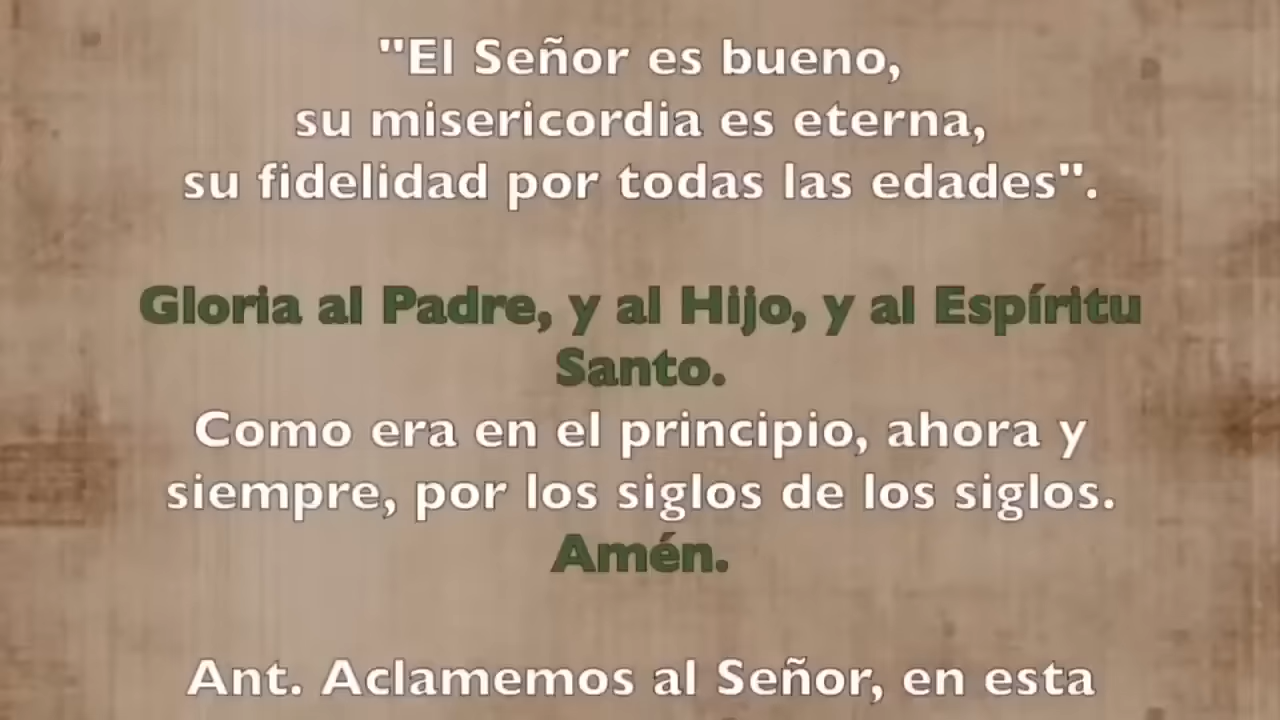 "El Señor es bueno,
su misericordia es eterna,
su fidelidad por todas las edades".
Gloria al Padre, y al Hijo, y al Espíritu
Santo.
Como era en el principio, ahora y
siempre, por los siglos de los siglos.
Amén.
Ant. Aclamemos al Señor, en esta